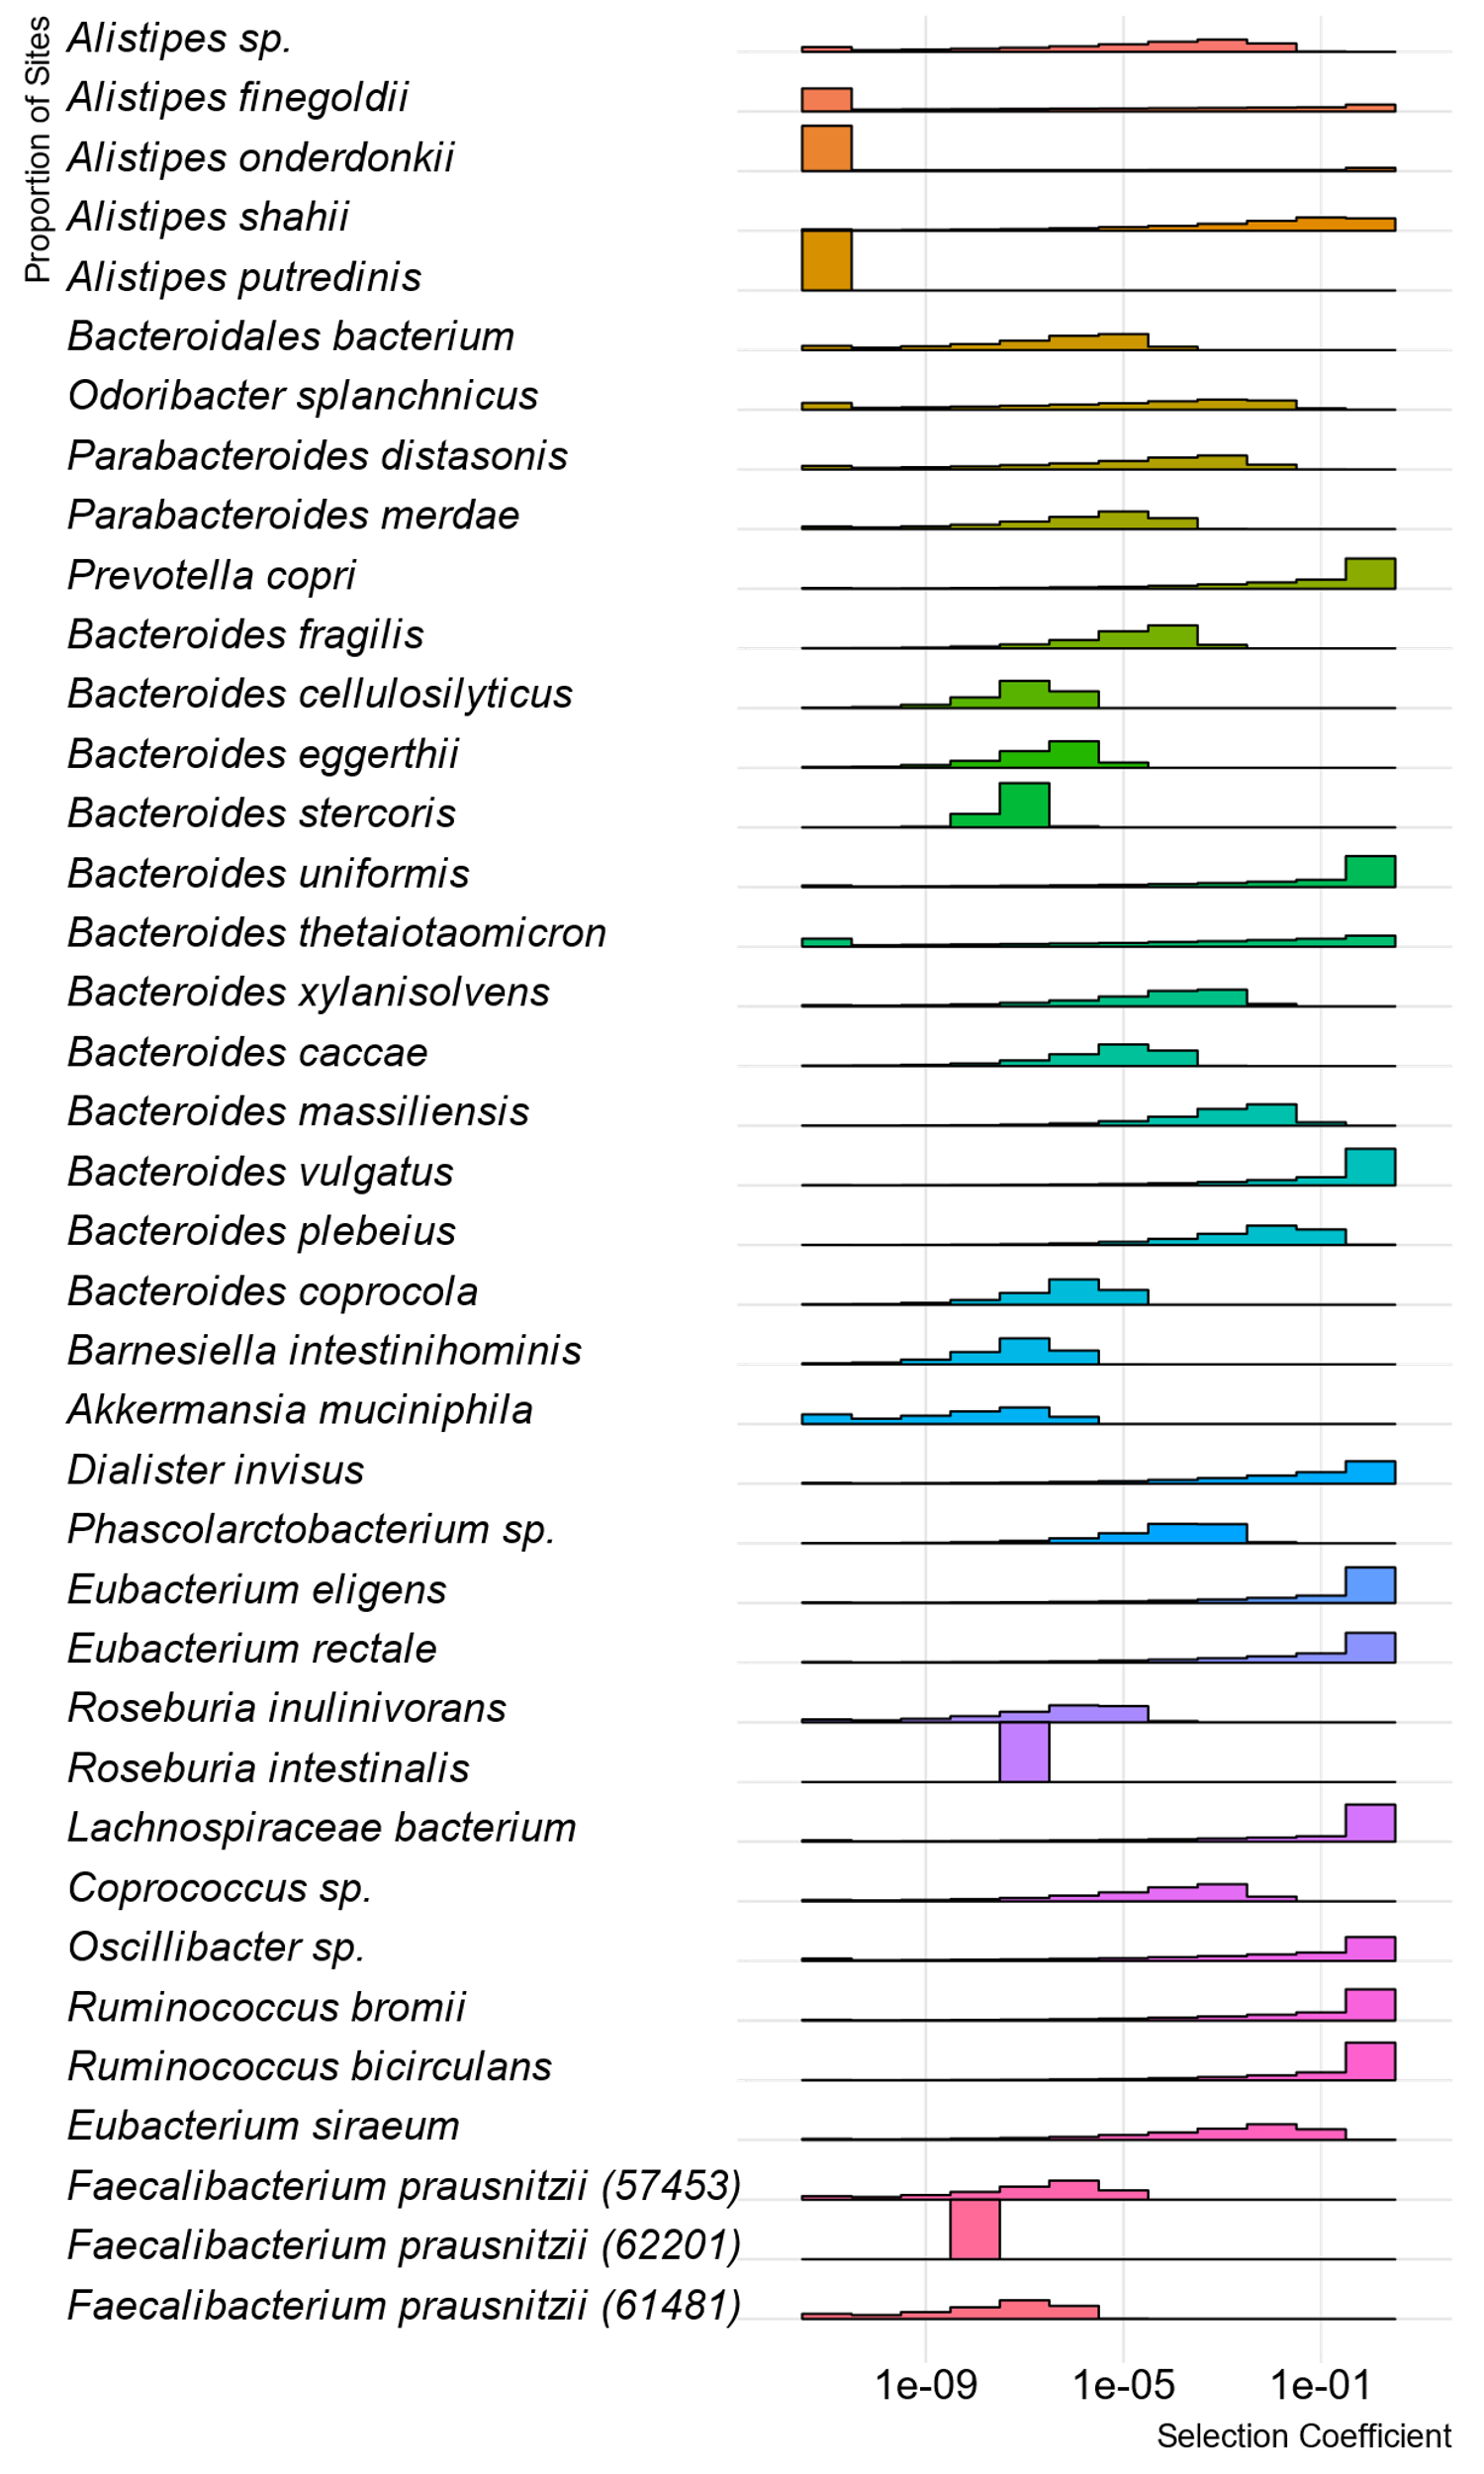 Proportion of Sites
Alistipes sp.
Alistipes finegoldii
Alistipes onderdonkii
Alistipes shahii
Alistipes putredinis
Bacteroidales bacterium
Odoribacter splanchnicus
Parabacteroides distasonis
Parabacteroides merdae
Prevotella copri
Bacteroides fragilis
Bacteroides cellulosilyticus
Bacteroides eggerthii
Bacteroides stercoris
Bacteroides uniformis
Bacteroides thetaiotaomicron
Bacteroides xylanisolvens
Bacteroides caccae
Bacteroides massiliensis
Bacteroides vulgatus
Bacteroides plebeius
Bacteroides coprocola
Barnesiella intestinihominis
Akkermansia muciniphila
Dialister invisus
Phascolarctobacterium sp.
Eubacterium eligens
Eubacterium rectale
Roseburia inulinivorans
Roseburia intestinalis
Lachnospiraceae bacterium
Coprococcus sp.
Oscillibacter sp.
Ruminococcus bromii
Ruminococcus bicirculans
Eubacterium siraeum
Faecalibacterium prausnitzii (57453)
Faecalibacterium prausnitzii (62201)
Faecalibacterium prausnitzii (61481)
1e-09 1e-05 1e-01
Selection Coefficient